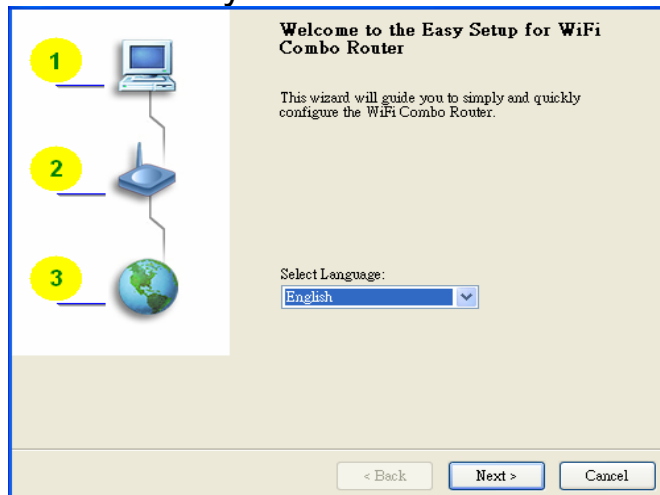 Welcome to the Easy Setup for WiFi
Combo Router
This wizard will guide you to simply and quickly
configure the WiFi Combo Router.
1
2
3
Select Language:
English
< Back
Next >
Cancel